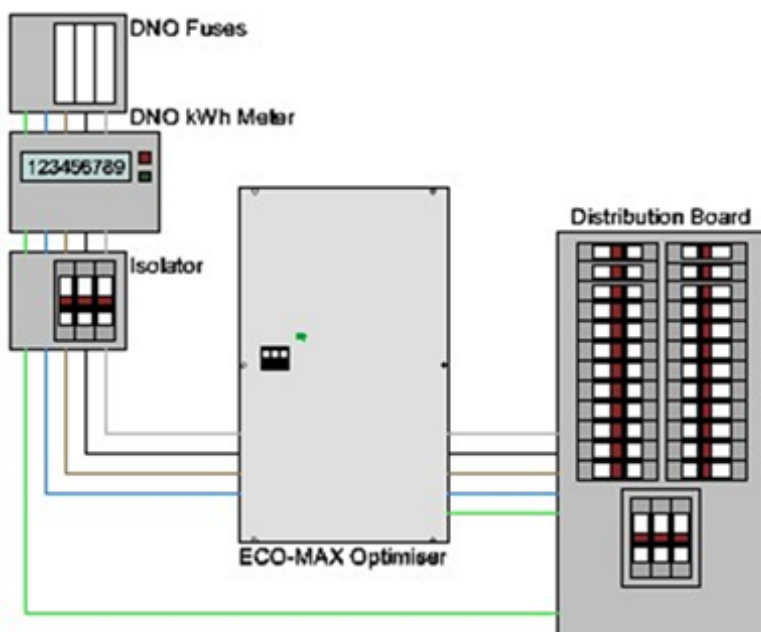 DNO Fuses
DNO kWh Meter
123456789
Isolator
Distribution Board
ECO-MAX Optimiser